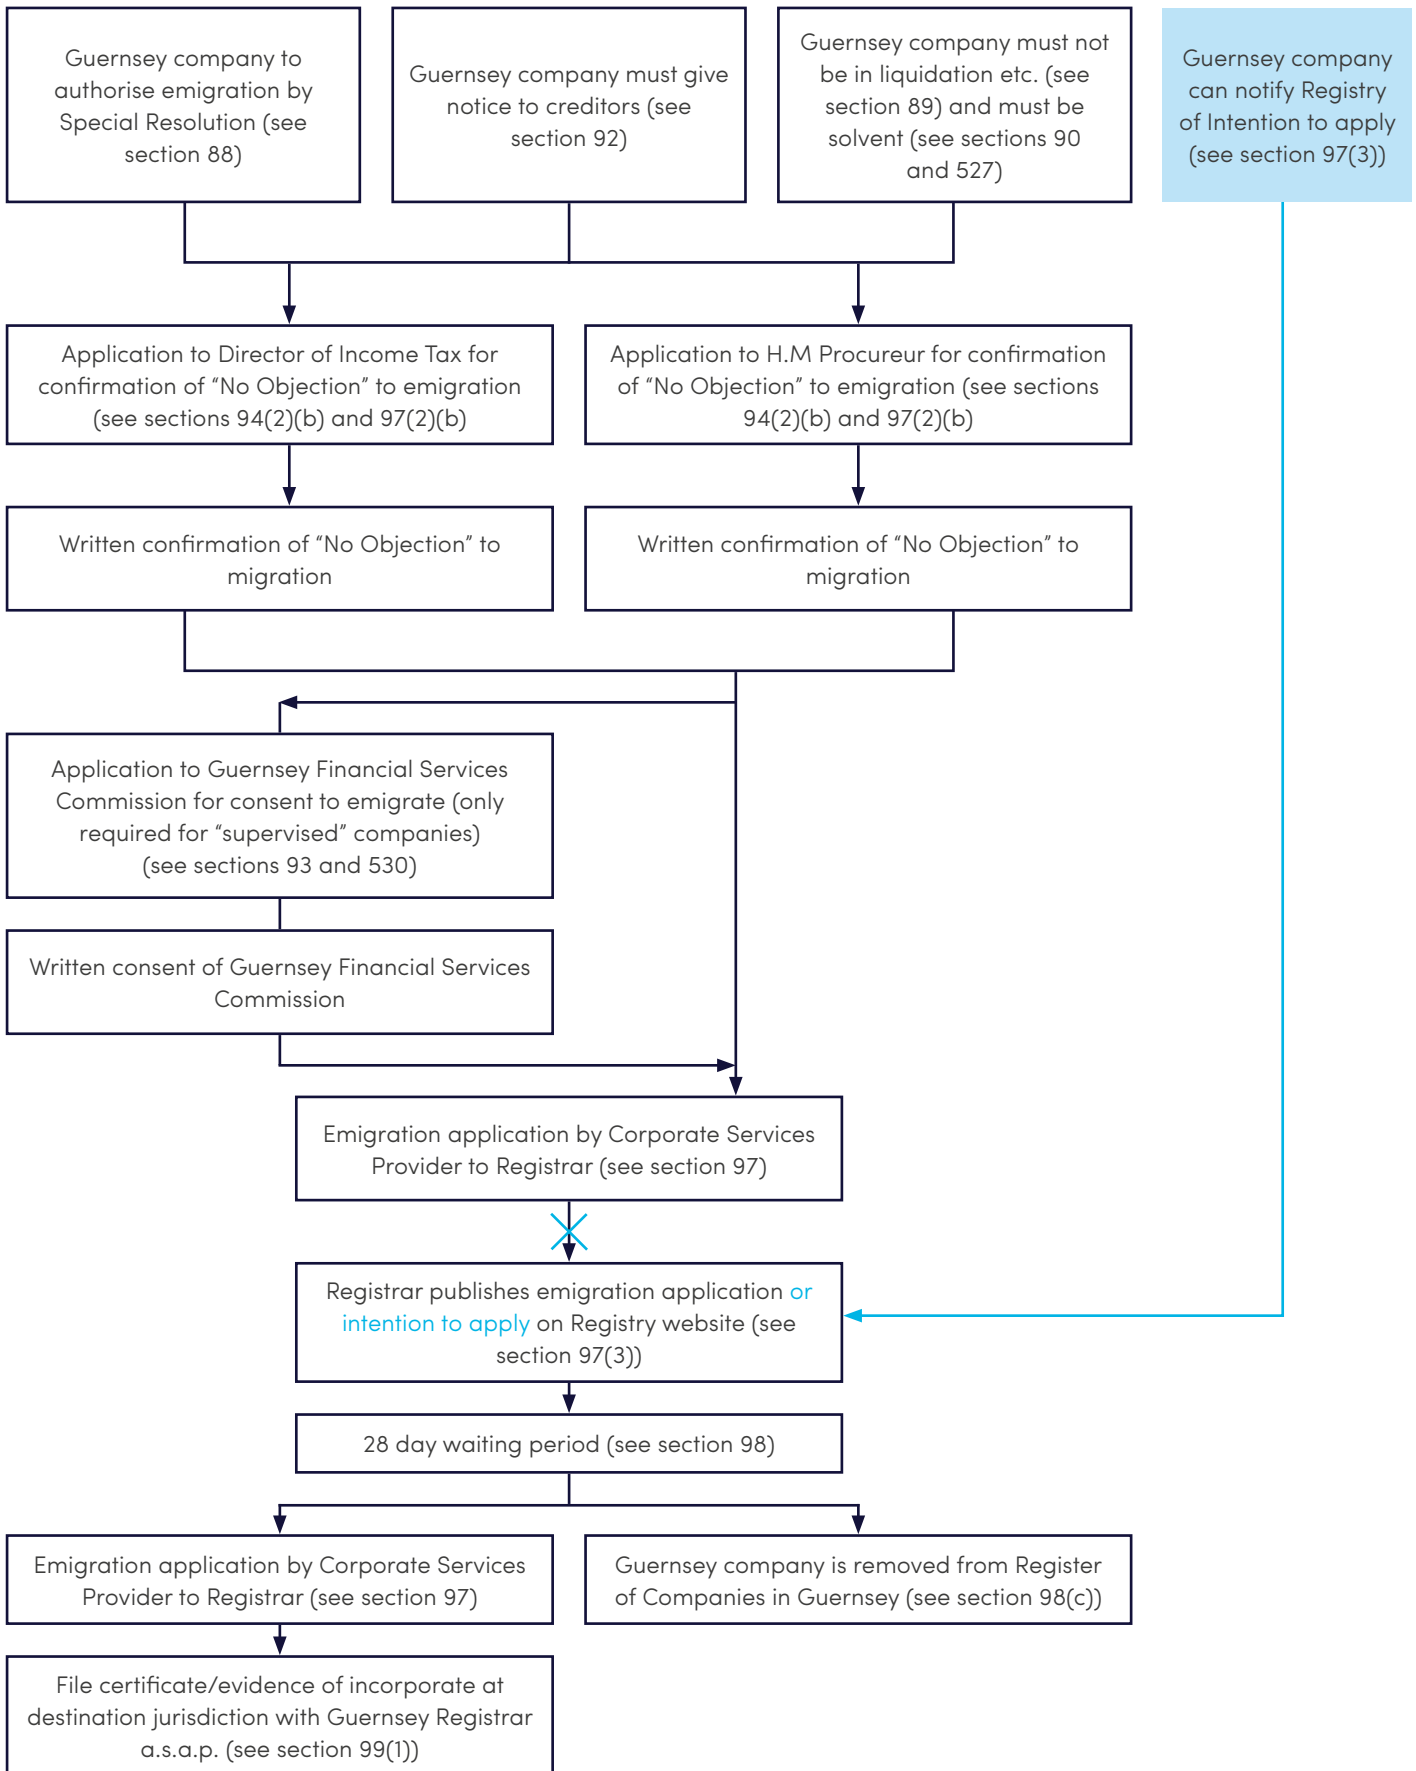 Guernsey company to
authorise emigration by
Special Resolution (see
section 88)
Guernsey company must give
notice to creditors (see
section 92)
Guernsey company must not
be in liquidation etc. (see
section 89) and must be
solvent (see sections 90
and 527)
Guernsey company
can notify Registry
of Intention to apply
(see section 97(3))
Application to Director of Income Tax for
confirmation of “No Objection” to emigration
(see sections 94(2)(b) and 97(2)(b)
Application to H.M Procureur for confirmation
of “No Objection” to emigration (see sections
94(2)(b) and 97(2)(b)
Written confirmation of “No Objection” to
migration
Written confirmation of “No Objection” to
migration
Application to Guernsey Financial Services
Commission for consent to emigrate (only
required for “supervised” companies)
(see sections 93 and 530)
Written consent of Guernsey Financial Services
Commission
Emigration application by Corporate Services
Provider to Registrar (see section 97)
Registrar publishes emigration application or
intention to apply on Registry website (see
section 97(3))
28 day waiting period (see section 98)
Emigration application by Corporate Services
Provider to Registrar (see section 97)
Guernsey company is removed from Register
of Companies in Guernsey (see section 98(c))
File certificate/evidence of incorporate at
destination jurisdiction with Guernsey Registrar
a.s.a.p. (see section 99(1))